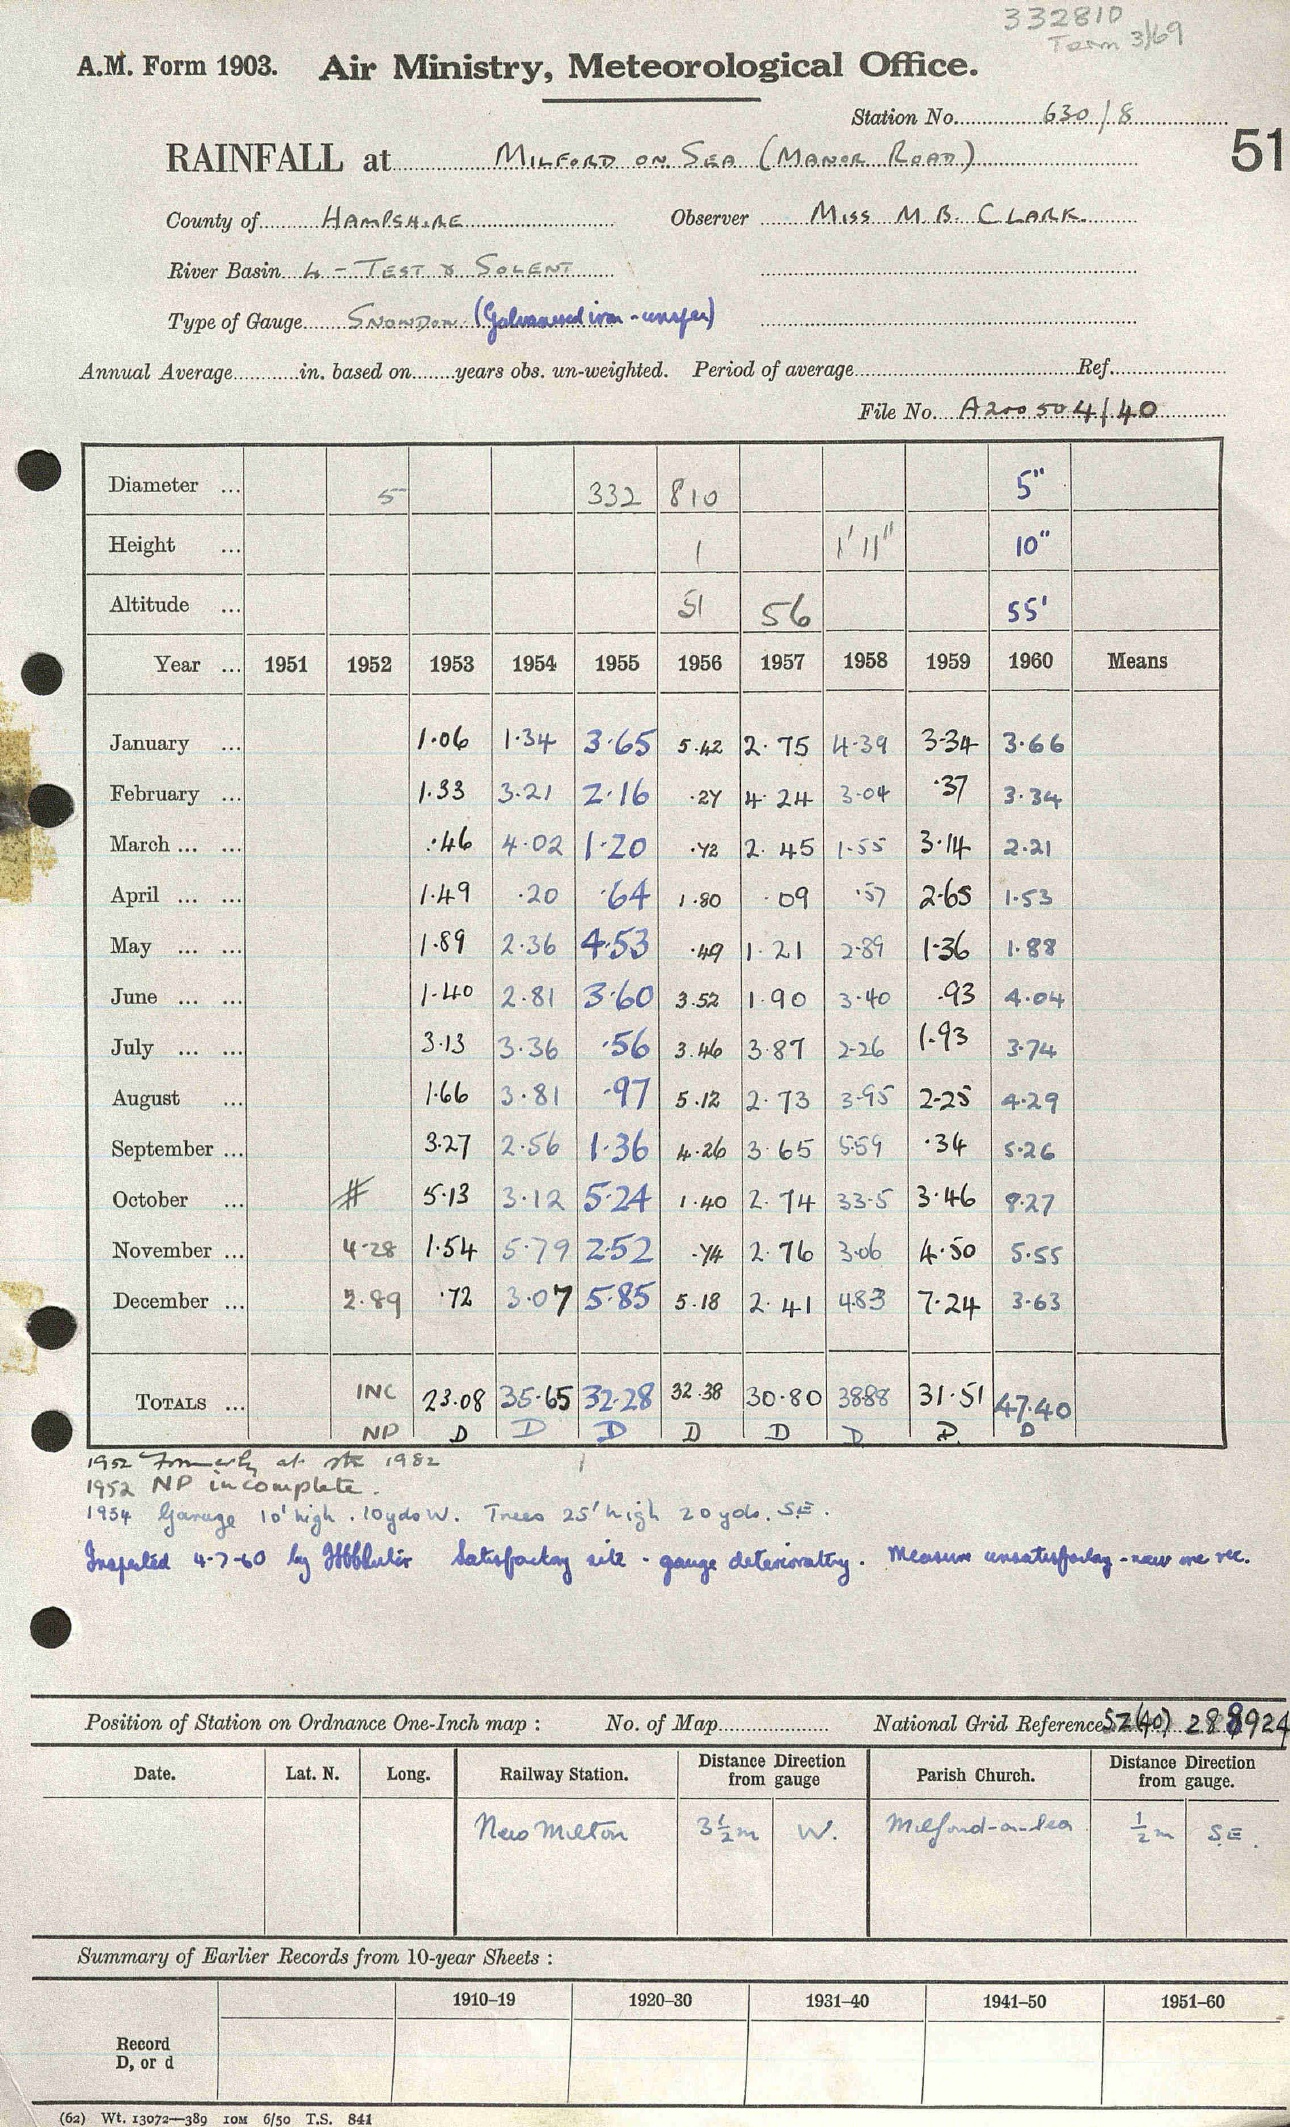 332810
Term 3/69
A.M. Form 1903. Air Ministry, Meteorological Office.
Station No. 630/8
51
RAINFALL at MILFORD ON SEA (MANOR ROAD)
County of HAMPSHIRE Observer MISS M B. CLARK.
River Basin 4 - TEST & SOLENT
Type of Gauge SNOWDON (Galvanised iron - unspec)
Annual Average in. based on years obs. un-weighted. Period of average Ref.
File No. A200504/40
Diameter ... 5 332 810 5"
Height ... 1 1' 11" 10"
Altitude ... 51 56 55'
Year ... 1951 1952 1953 1954 1955 1956 1957 1958 1959 1960 Means
January ... 1.06 1.34 3.65 5.42 2.75 4.39 3.34 3.66
February ... 1.33 3.21 2.16 .27 4.24 3.04 .37 3.34
March ... ... .46 4.02 1.20 .72 2.45 1.55 3.14 2.21
April ... ... 1.49 .20 .64 1.80 .09 .57 2.65 1.53
May ... ... 1.89 2.36 4.53 .49 1.21 2.89 1.36 1.88
June ... ... 1.40 2.81 3.60 3.52 1.90 3.40 .93 4.04
July ... ... 3.13 3.36 .56 3.46 3.87 2.26 1.93 3.74
August ... 1.66 3.81 .97 5.12 2.73 3.95 2.25 4.29
September ... 3.27 2.56 1.36 4.26 3.65 5.59 .34 5.26
October ... # 5.13 3.12 5.24 1.40 2.74 33.5 3.46 8.27
November ... 4.28 1.54 5.79 2.52 .74 2.76 3.06 4.50 5.55
December ... 2.89 .72 3.07 5.85 5.18 2.41 4.83 7.24 3.63
TOTALS ... INC 23.08 35.65 32.28 32.38 30.80 38.88 31.51 47.40
NP D D D D D D D D
1952 Formerly at stn 1982
1952 NP incomplete.
1954 Garage 10' high. 10yds W. Trees 25' high 20 yds. SE.
Inspected 4-7-60 by Satisfactory site - gauge deteriorating. Measure unsatisfactory - new one rec.
Position of Station on Ordnance One-Inch map : No. of Map National Grid Reference SZ(40) 288924
Date. Lat. N. Long. Railway Station. Distance from gauge Direction Parish Church. Distance from gauge. Direction
New Milton 3½m W. Milford-on-Sea ½m SE.
Summary of Earlier Records from 10-year Sheets :
1910–19 1920–30 1931–40 1941–50 1951–60
Record
D, or d
(62) Wt. 13072—389 10M 6/50 T.S. 841